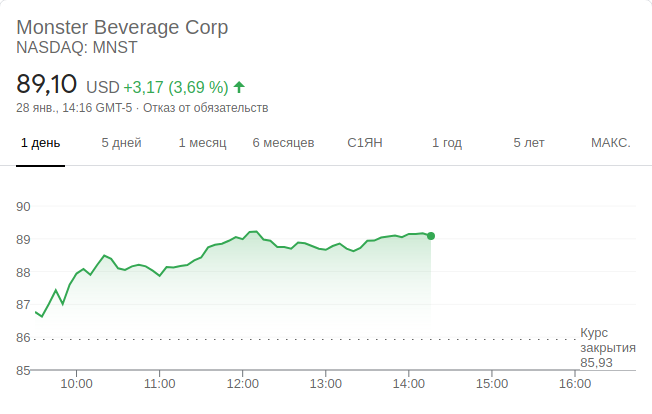 Monster Beverage Corp
NASDAQ: MNST
89,10 USD +3,17 (3,69 %)
28 янв., 14:16 GMT-5 · Отказ от обязательств
1 день 5 дней 1 месяц 6 месяцев С1ЯН 1 год 5 лет МАКС.
90
89
88
87
86
85
Курс
закрытия
85,93
10:00 11:00 12:00 13:00 14:00 15:00 16:00